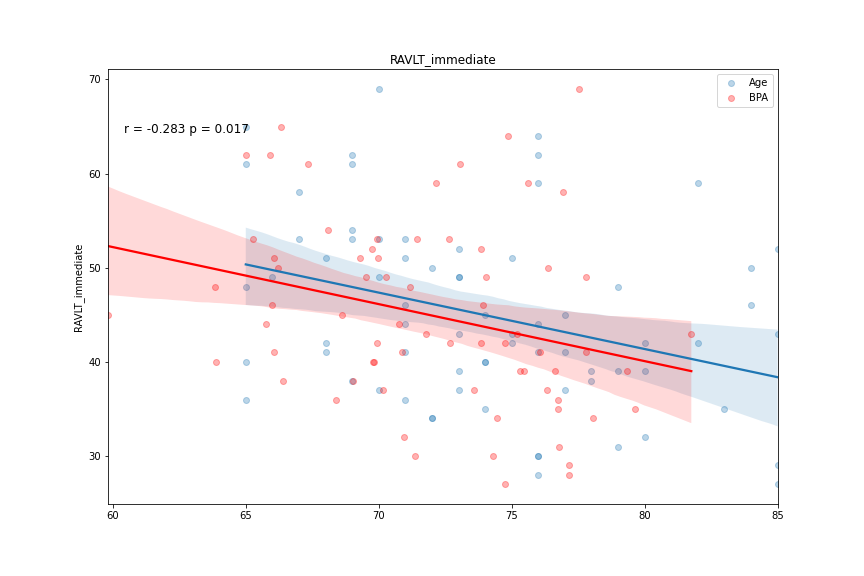 RAVLT_immediate
Age
BPA
r = -0.283 p = 0.017
RAVLT_immediate
70
60
50
40
30
60
65
70
75
80
85